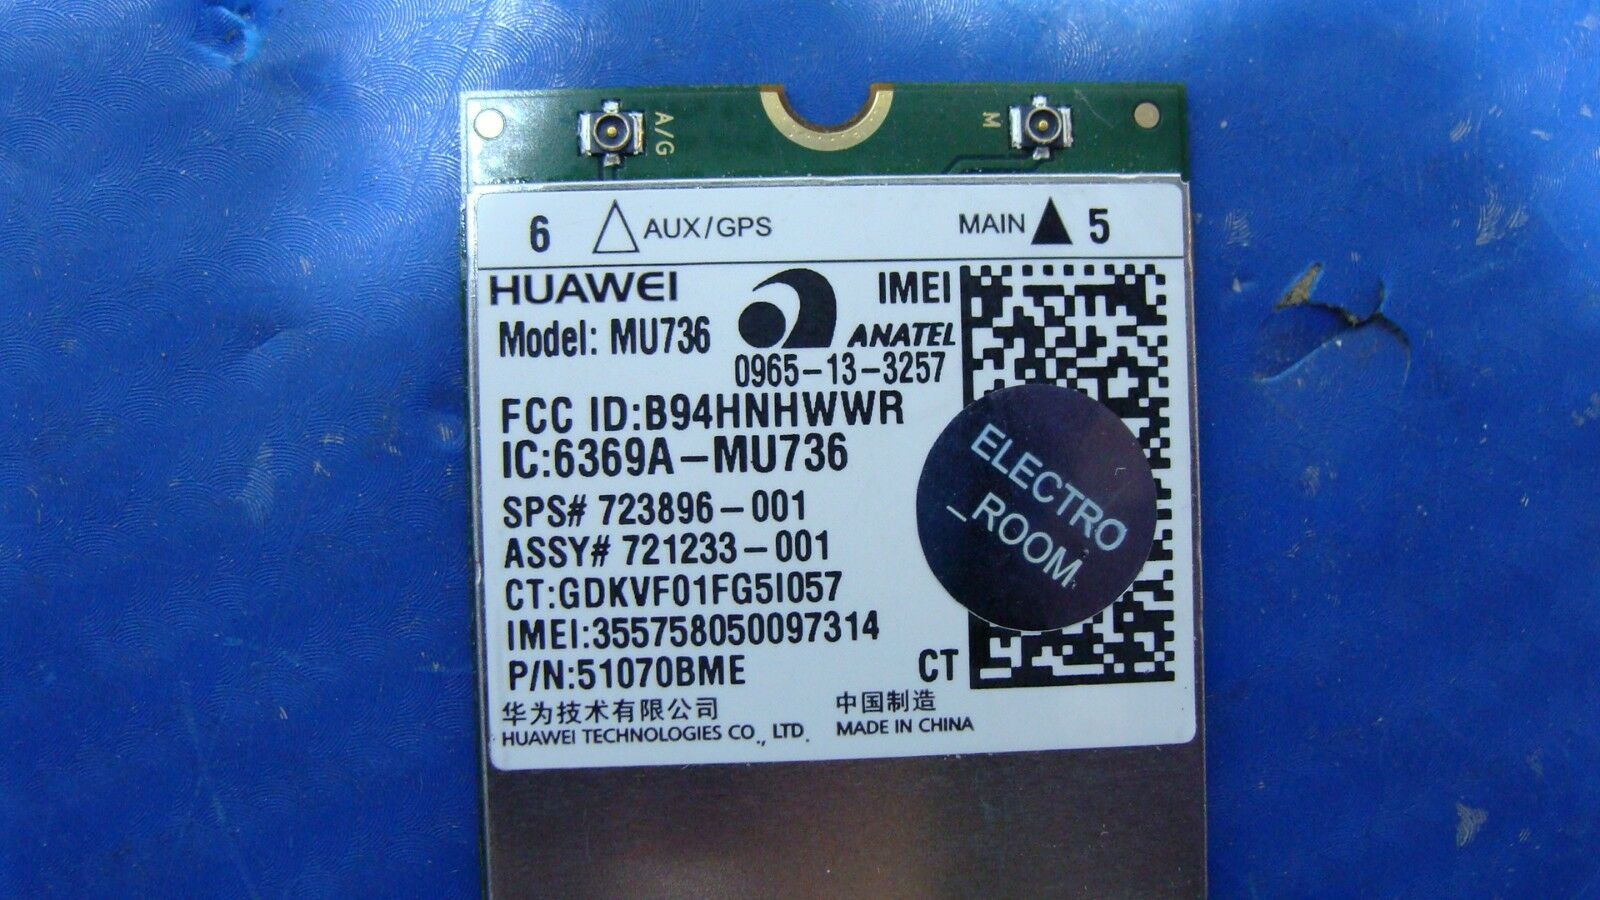 A/G
M
6 AUX/GPS MAIN 5
HUAWEI
IMEI
Model: MU736
ANATEL
0965-13-3257
FCC ID:B94HNHWWR
IC:6369A-MU736
SPS# 723896-001
ASSY# 721233-001
CT:GDKVF01FG5I057
IMEI:355758050097314
P/N:51070BME
CT
华为技术有限公司 中国制造
HUAWEI TECHNOLOGIES CO., LTD. MADE IN CHINA
ELECTRO
_ROOM